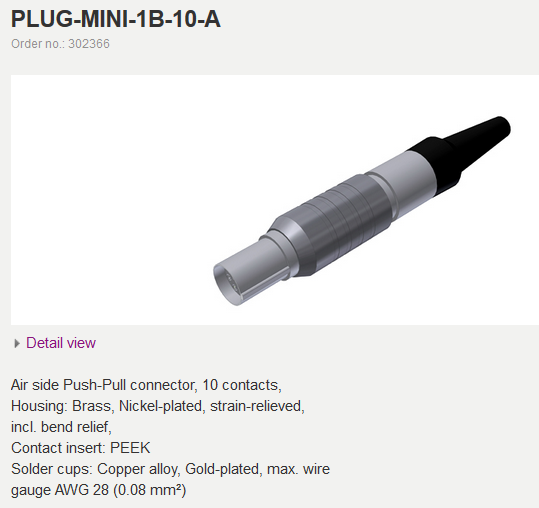 PLUG-MINI-1B-10-A
Order no.: 302366
Detail view
Air side Push-Pull connector, 10 contacts,
Housing: Brass, Nickel-plated, strain-relieved,
incl. bend relief,
Contact insert: PEEK
Solder cups: Copper alloy, Gold-plated, max. wire
gauge AWG 28 (0.08 mm²)